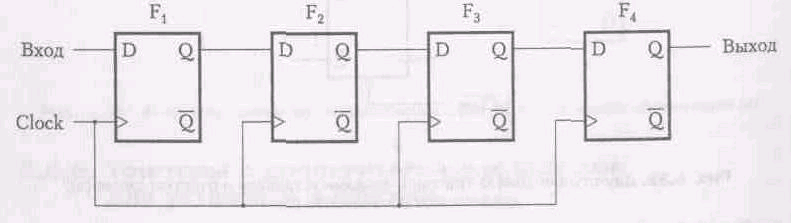 F₁ F₂ F₃ F₄
Вход D Q D Q D Q D Q Выход
Clock Q̅ Q̅ Q̅ Q̅